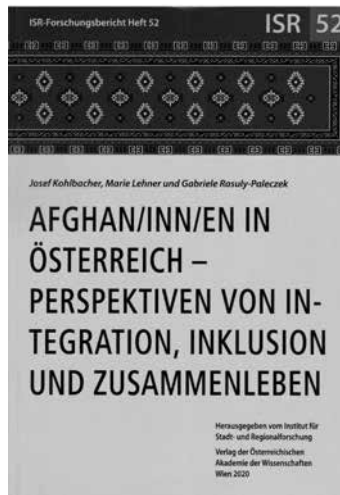 ISR-Forschungsbericht Heft 52
ISR 52
Josef Kohlbacher, Marie Lehner und Gabriele Rasuly-Paleczek
AFGHAN/INN/EN IN
ÖSTERREICH –
PERSPEKTIVEN VON IN-
TEGRATION, INKLUSION
UND ZUSAMMENLEBEN
Herausgegeben vom Institut für
Stadt- und Regionalforschung
Verlag der Österreichischen
Akademie der Wissenschaften
Wien 2020